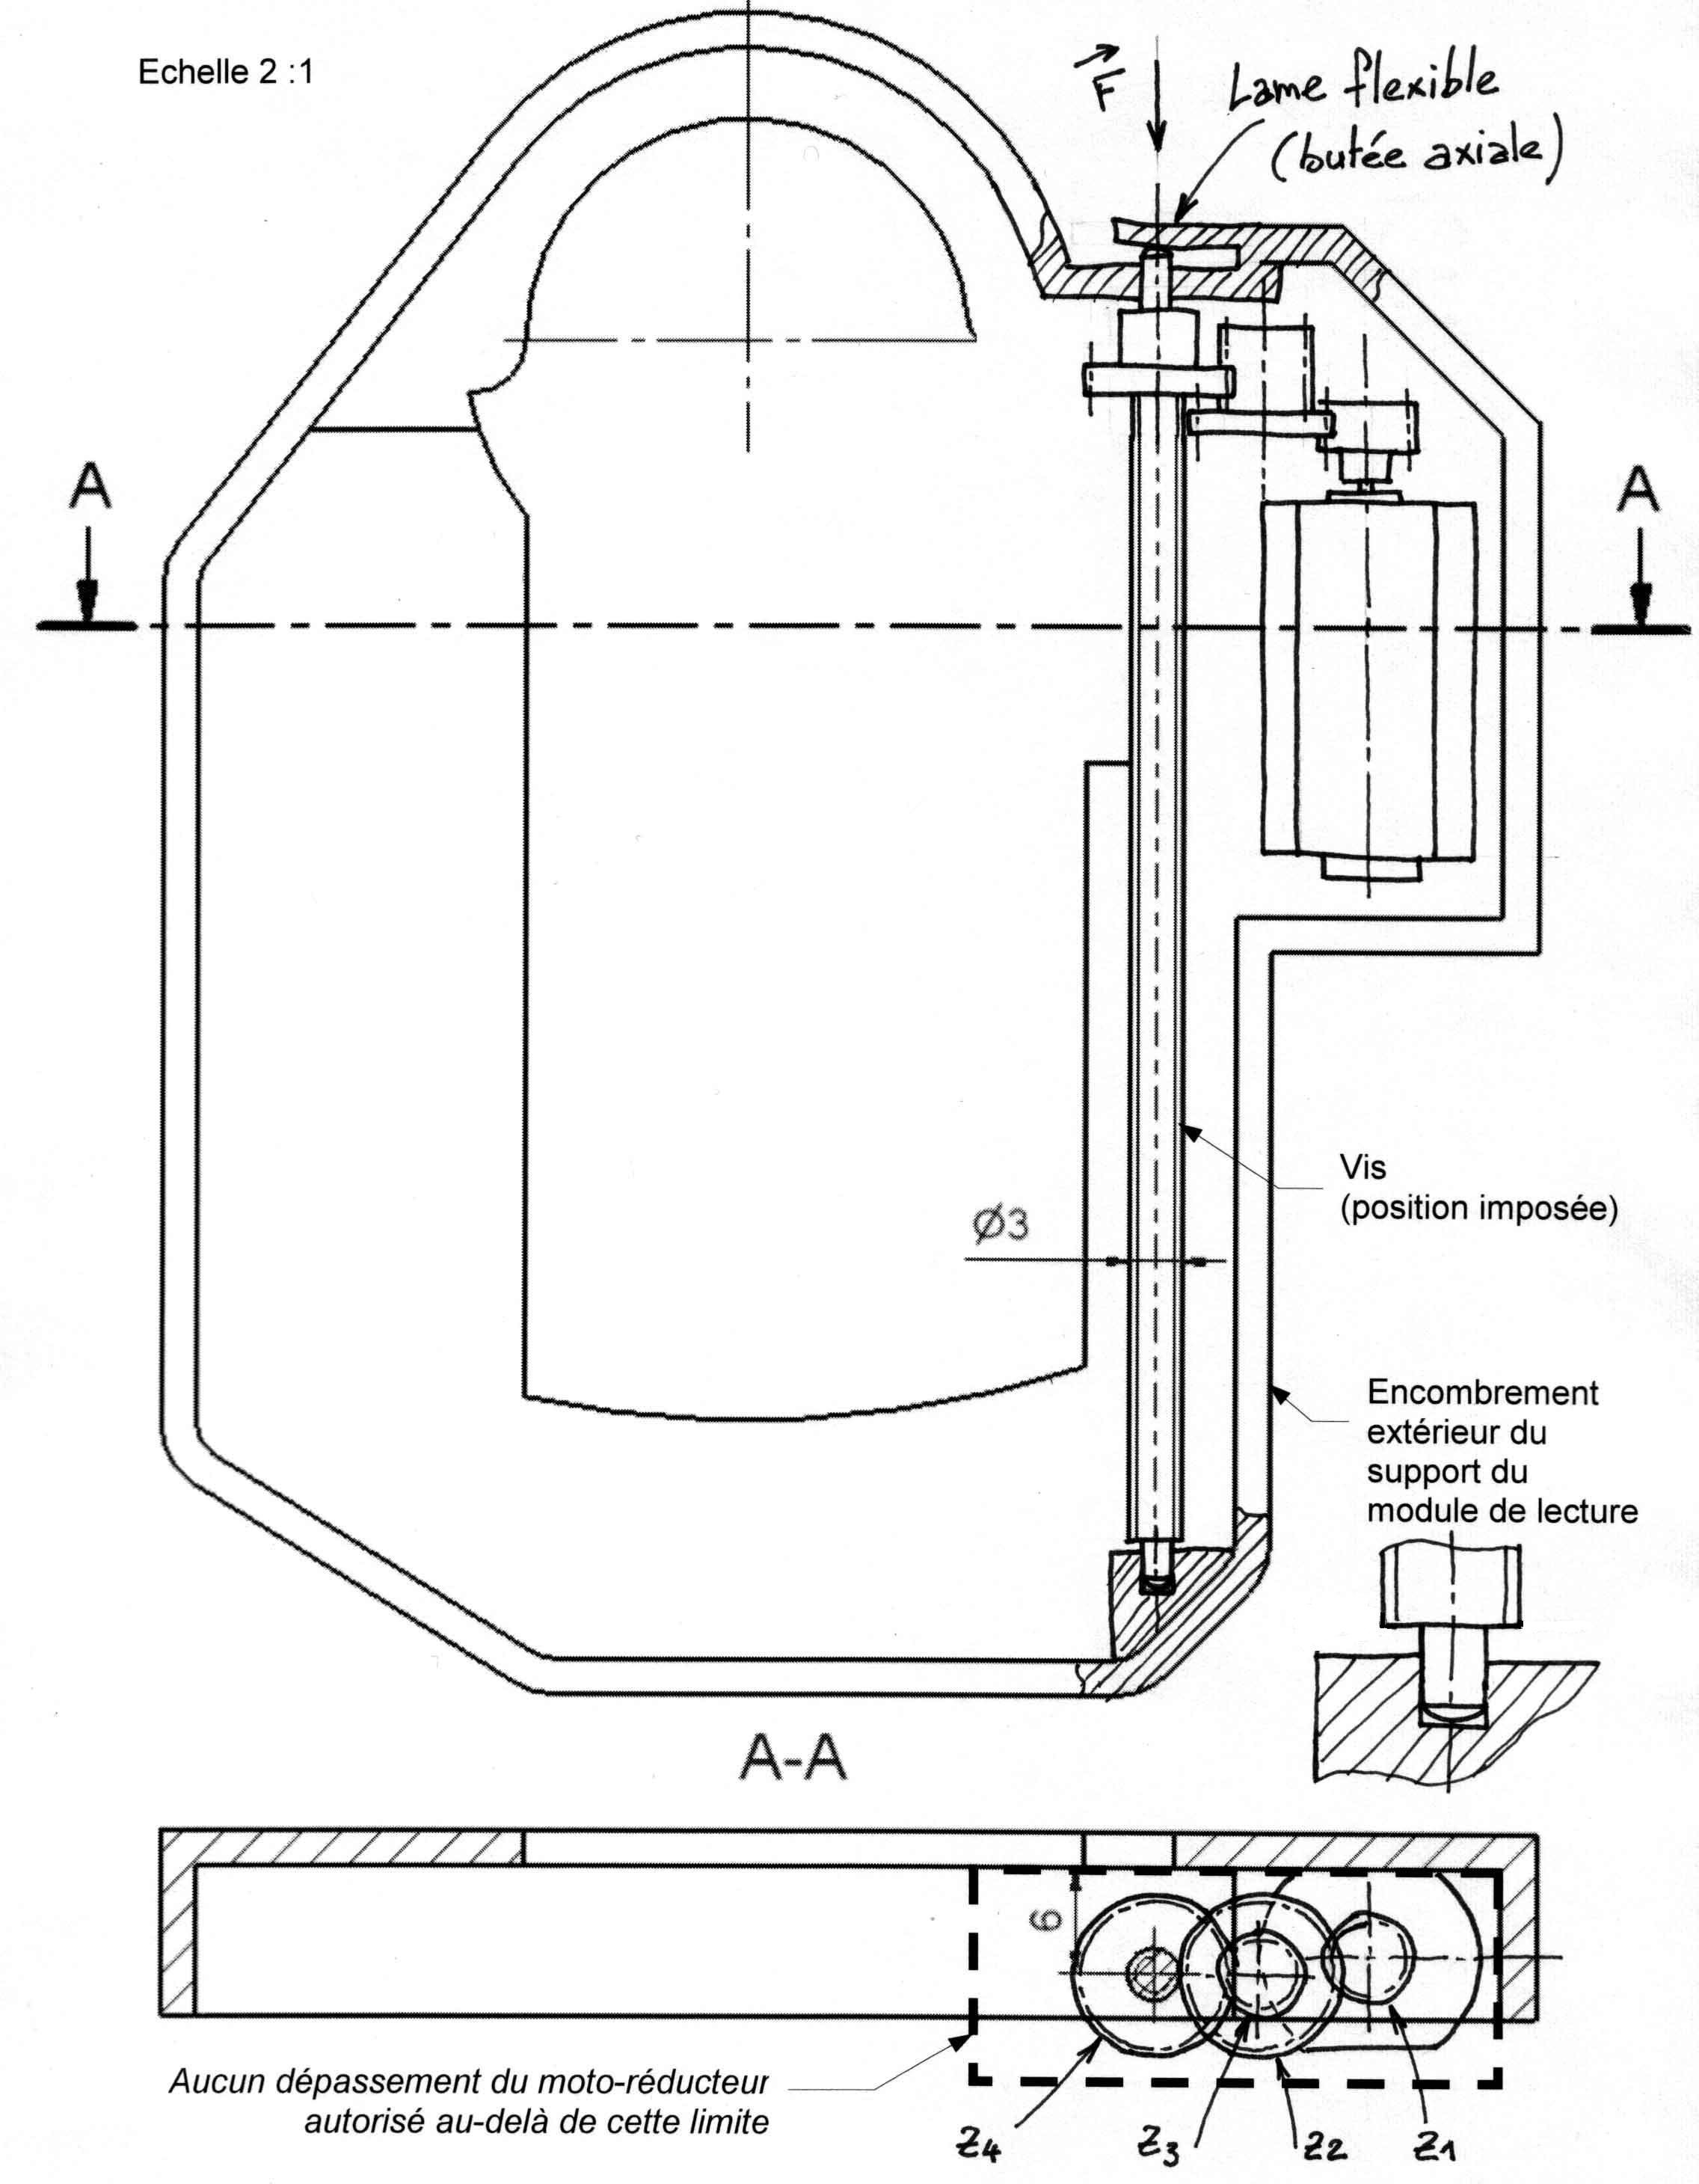 Echelle 2 :1
F
Lame flexible
(butée axiale)
A
A
Vis
(position imposée)
Ø3
Encombrement
extérieur du
support du
module de lecture
A-A
6
Aucun dépassement du moto-réducteur
autorisé au-delà de cette limite
Z4
Z3
Z2
Z1